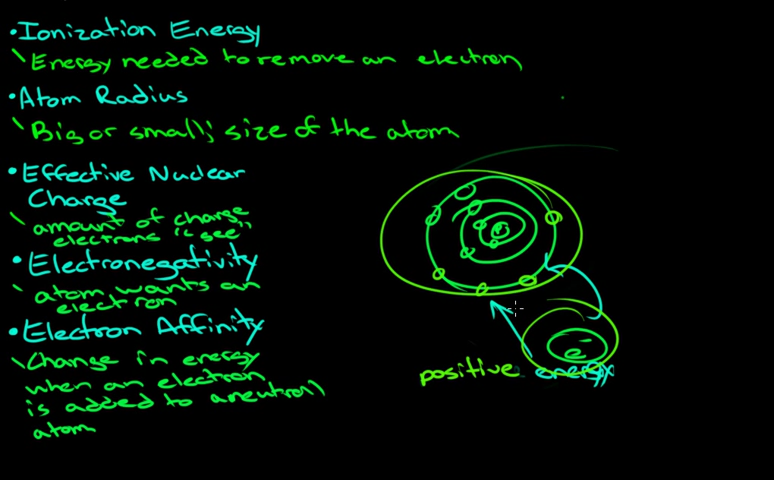 •Ionization Energy
\Energy needed to remove an electron
•Atom Radius
\Big or small; size of the atom
•Effective Nuclear
Charge
\amount of charge
electrons "see"
•Electronegativity
\atom wants an
electron
•Electron Affinity
\Change in energy
when an electron
is added to a neutral
atom
e-
positive energy